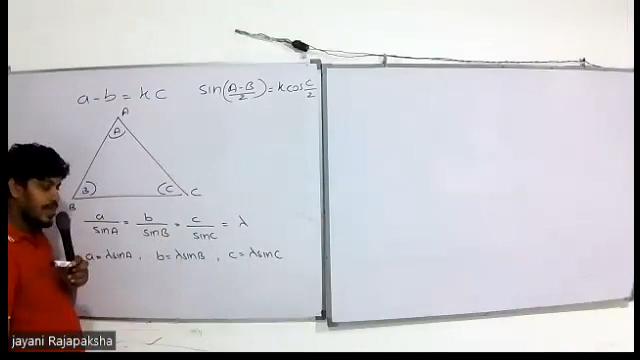 a-b = kC sin(A-B/2) = k cos C/2
A
A
B C C
B
a/sinA = b/sinB = c/sinC = λ
a=λsinA, b=λsinB, c=λsinC
jayani Rajapaksha